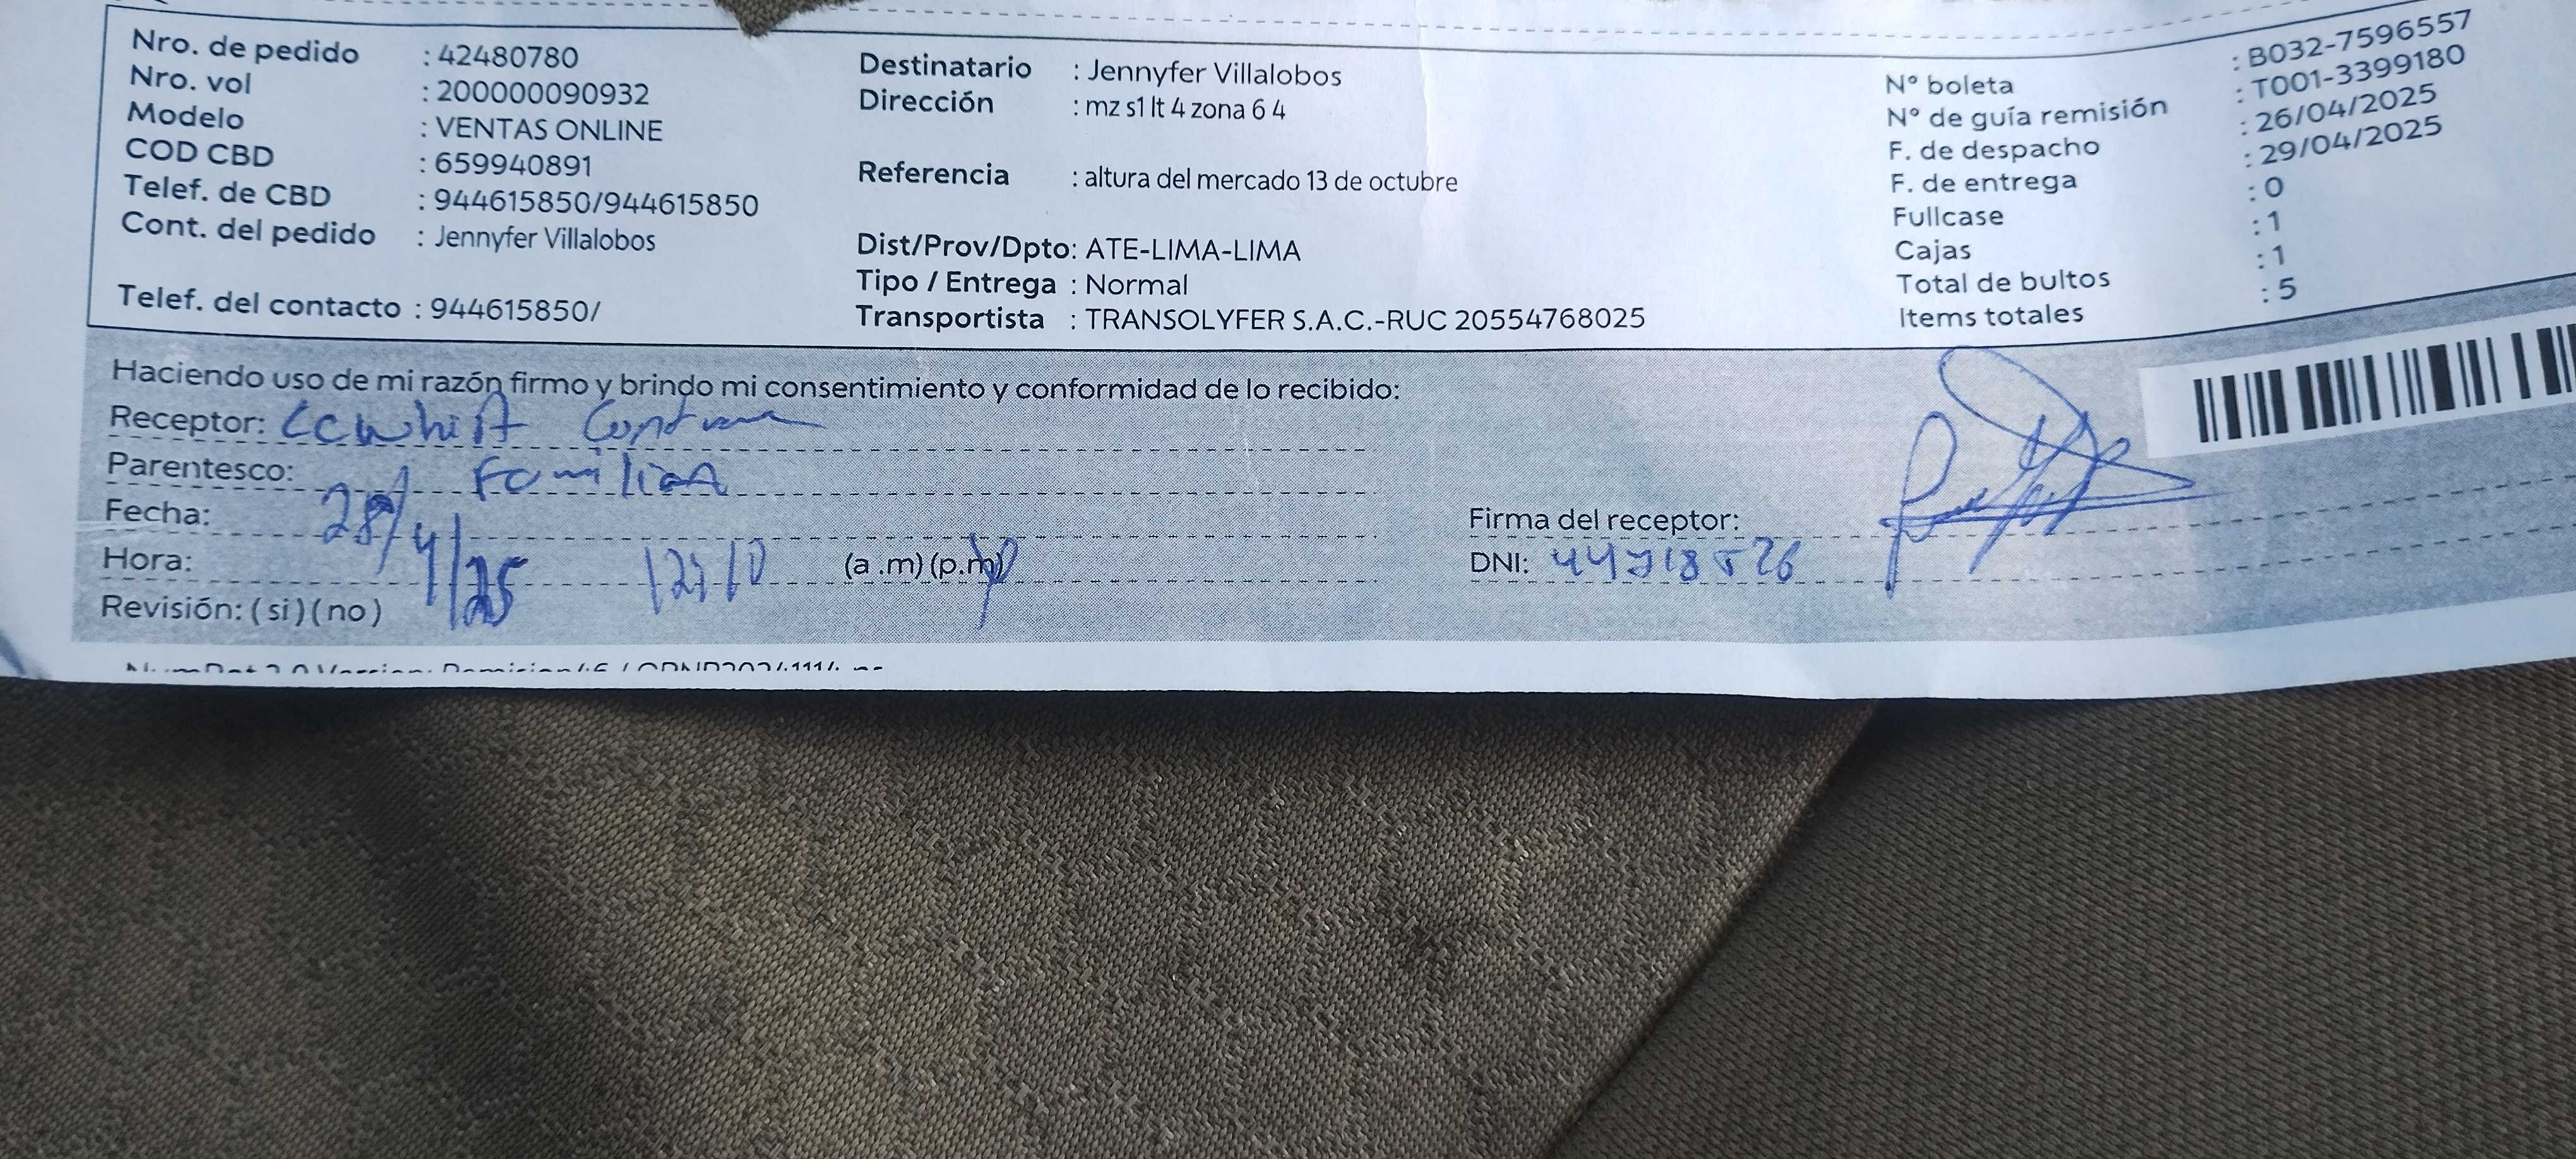 Nro. de pedido : 42480780
Nro. vol : 200000090932
Modelo : VENTAS ONLINE
COD CBD : 659940891
Telef. de CBD : 944615850/944615850
Cont. del pedido : Jennyfer Villalobos
Telef. del contacto : 944615850/
Destinatario : Jennyfer Villalobos
Dirección : mz s1 lt 4 zona 6 4
Referencia : altura del mercado 13 de octubre
Dist/Prov/Dpto: ATE-LIMA-LIMA
Tipo / Entrega : Normal
Transportista : TRANSOLYFER S.A.C.-RUC 20554768025
N° boleta : B032-7596557
N° de guía remisión : T001-3399180
F. de despacho : 26/04/2025
F. de entrega : 29/04/2025
Fullcase : 0
Cajas : 1
Total de bultos : 1
Items totales : 5
Haciendo uso de mi razón firmo y brindo mi consentimiento y conformidad de lo recibido:
Receptor:
Parentesco: Familiar
Fecha: 28/4/25
Hora: (a .m) (p.m)
Revisión: ( si ) ( no )
Firma del receptor:
DNI: